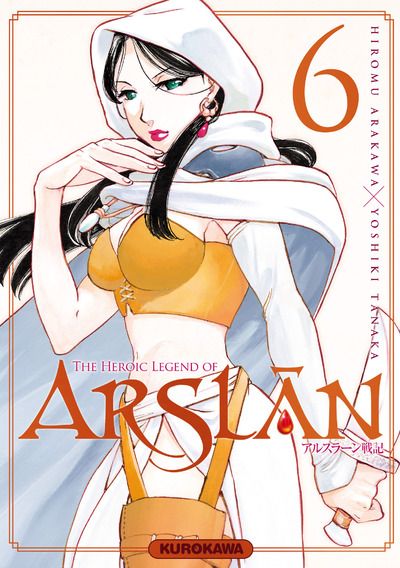 6
HIROMU ARAKAWA × YOSHIKI TANAKA
THE HEROIC LEGEND OF
ARSLĀN
アルスラーン戦記
KUROKAWA